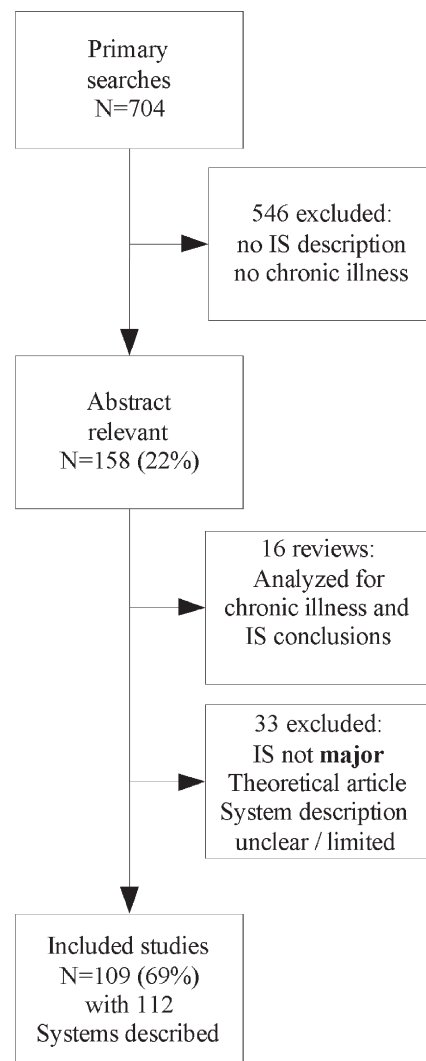 Primary
searches
N=704
546 excluded:
no IS description
no chronic illness
Abstract
relevant
N=158 (22%)
16 reviews:
Analyzed for
chronic illness and
IS conclusions
33 excluded:
IS not major
Theoretical article
System description
unclear / limited
Included studies
N=109 (69%)
with 112
Systems described